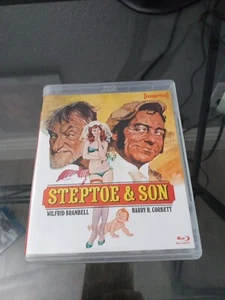 STEPTOE & SON
WILFRID BRAMBELL HARRY H. CORBETT